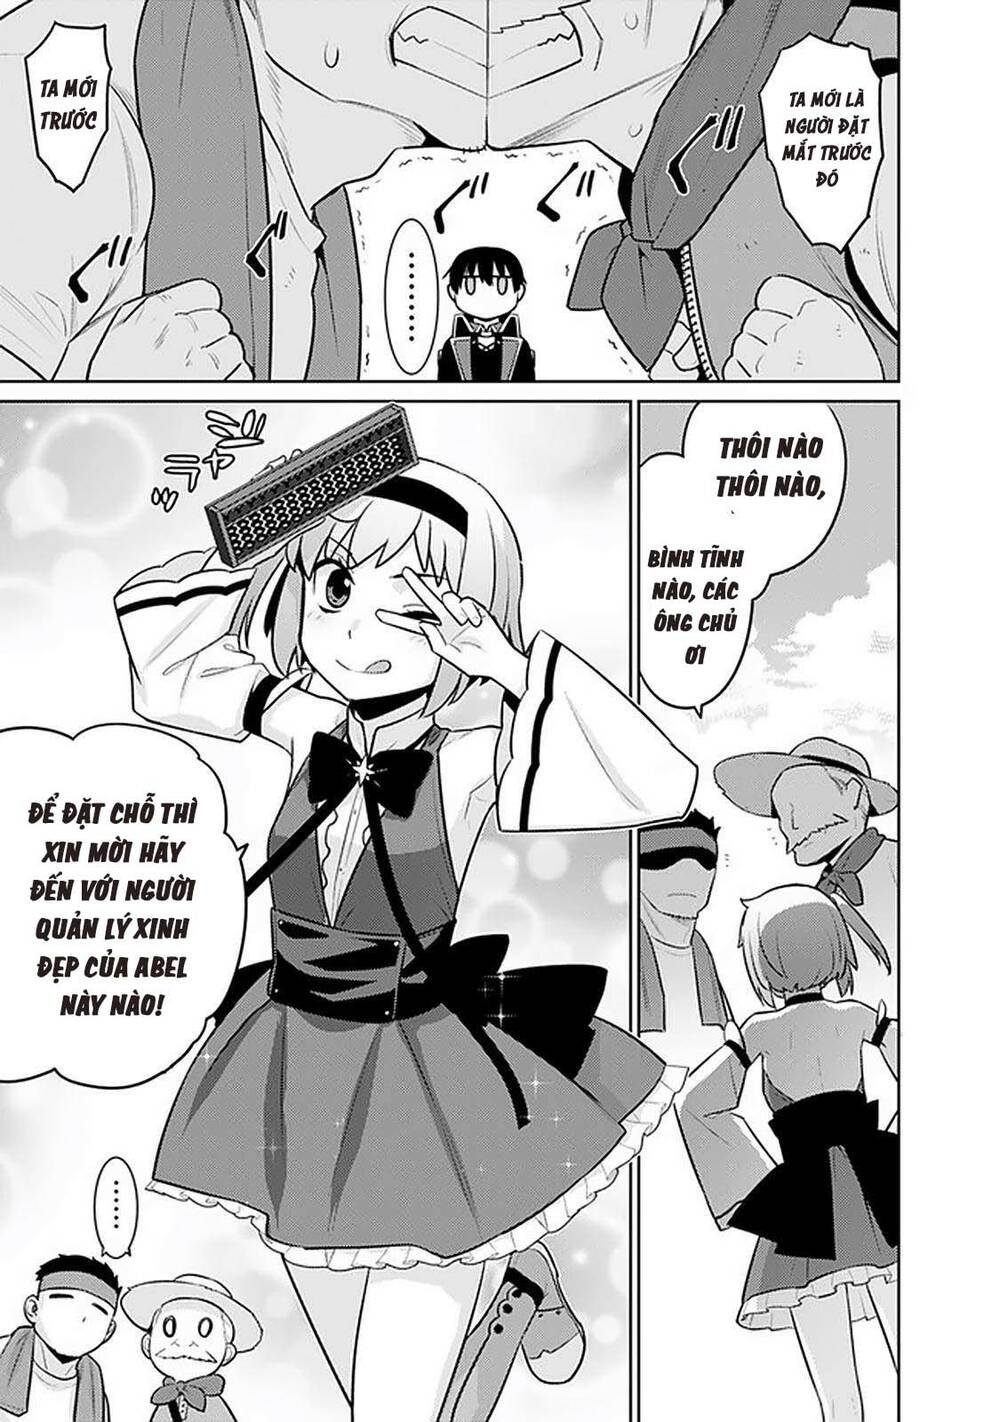 TA MỚI LÀ
NGƯỜI ĐẶT
MẮT TRƯỚC
ĐÓ
TA MỚI
TRƯỚC
THÔI NÀO
THÔI NÀO,
BÌNH TĨNH
NÀO, CÁC
ÔNG CHỦ
ƠI
ĐỂ ĐẶT CHỖ THÌ
XIN MỜI HÃY
ĐẾN VỚI NGƯỜI
QUẢN LÝ XINH
ĐẸP CỦA ABEL
NÀY NÀO!